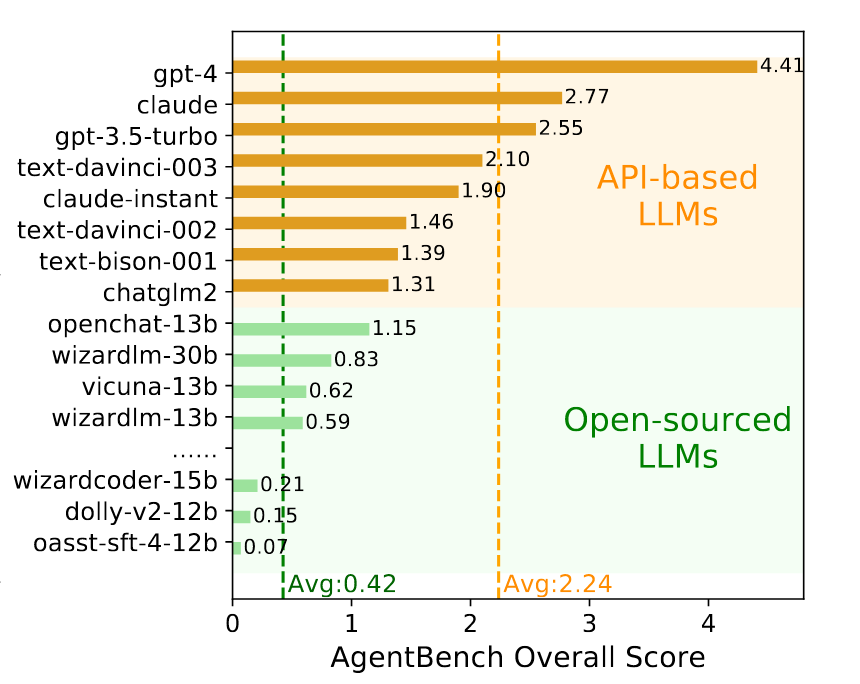 gpt-4 4.41
claude 2.77
gpt-3.5-turbo 2.55
text-davinci-003 2.10
claude-instant 1.90
text-davinci-002 1.46
text-bison-001 1.39
chatglm2 1.31
API-based
LLMs
openchat-13b 1.15
wizardlm-30b 0.83
vicuna-13b 0.62
wizardlm-13b 0.59
......
wizardcoder-15b 0.21
dolly-v2-12b 0.15
oasst-sft-4-12b 0.07
Open-sourced
LLMs
Avg:0.42 Avg:2.24
0 1 2 3 4
AgentBench Overall Score